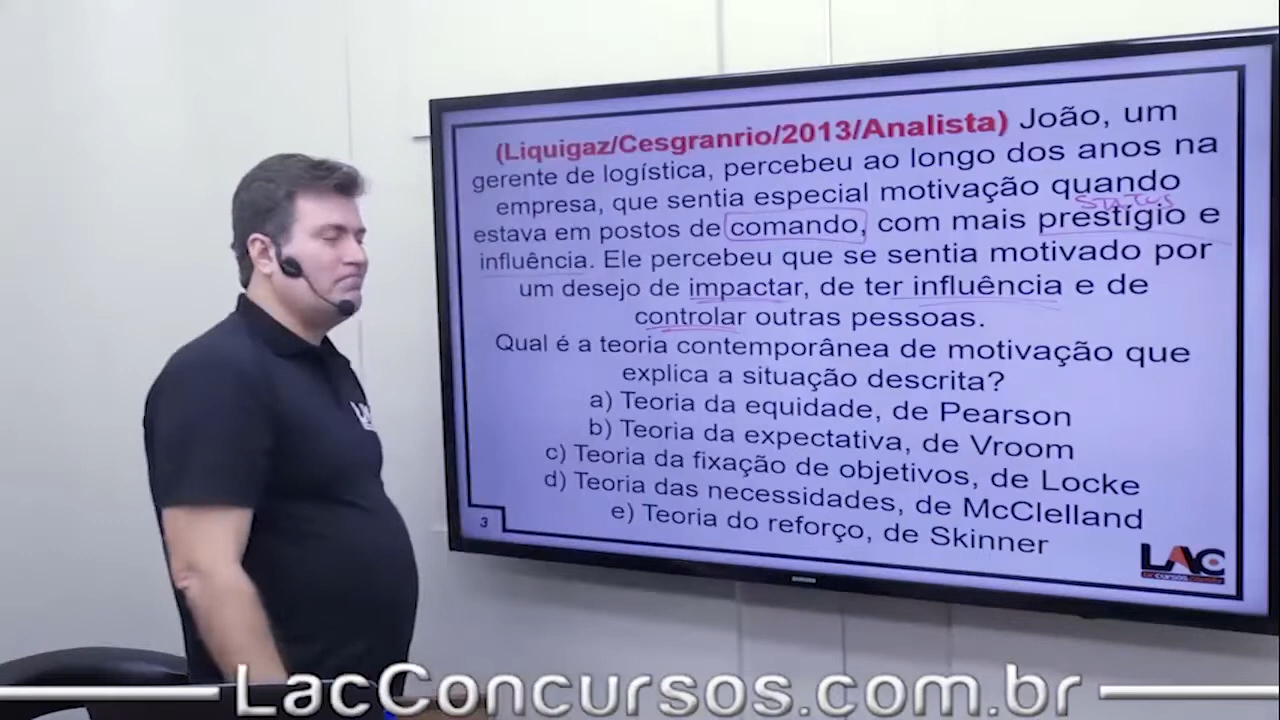 (Liquigaz/Cesgranrio/2013/Analista) João, um
gerente de logística, percebeu ao longo dos anos na
empresa, que sentia especial motivação quando
STATUS
estava em postos de comando, com mais prestígio e
influência. Ele percebeu que se sentia motivado por
um desejo de impactar, de ter influência e de
controlar outras pessoas.
Qual é a teoria contemporânea de motivação que
explica a situação descrita?
a) Teoria da equidade, de Pearson
b) Teoria da expectativa, de Vroom
c) Teoria da fixação de objetivos, de Locke
d) Teoria das necessidades, de McClelland
e) Teoria do reforço, de Skinner
3
LAC
SAMSUNG
LacConcursos.com.br